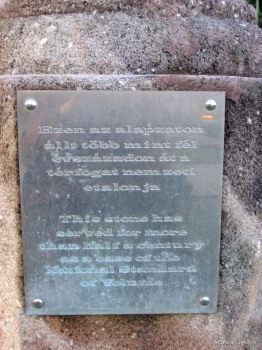 Ezen az alapzaton
állt több mint fél
évszázadon át a
térfogat nemzeti
etalonja
This stone has
served for more
than half a century
as a base of the
National Standard
of Volume